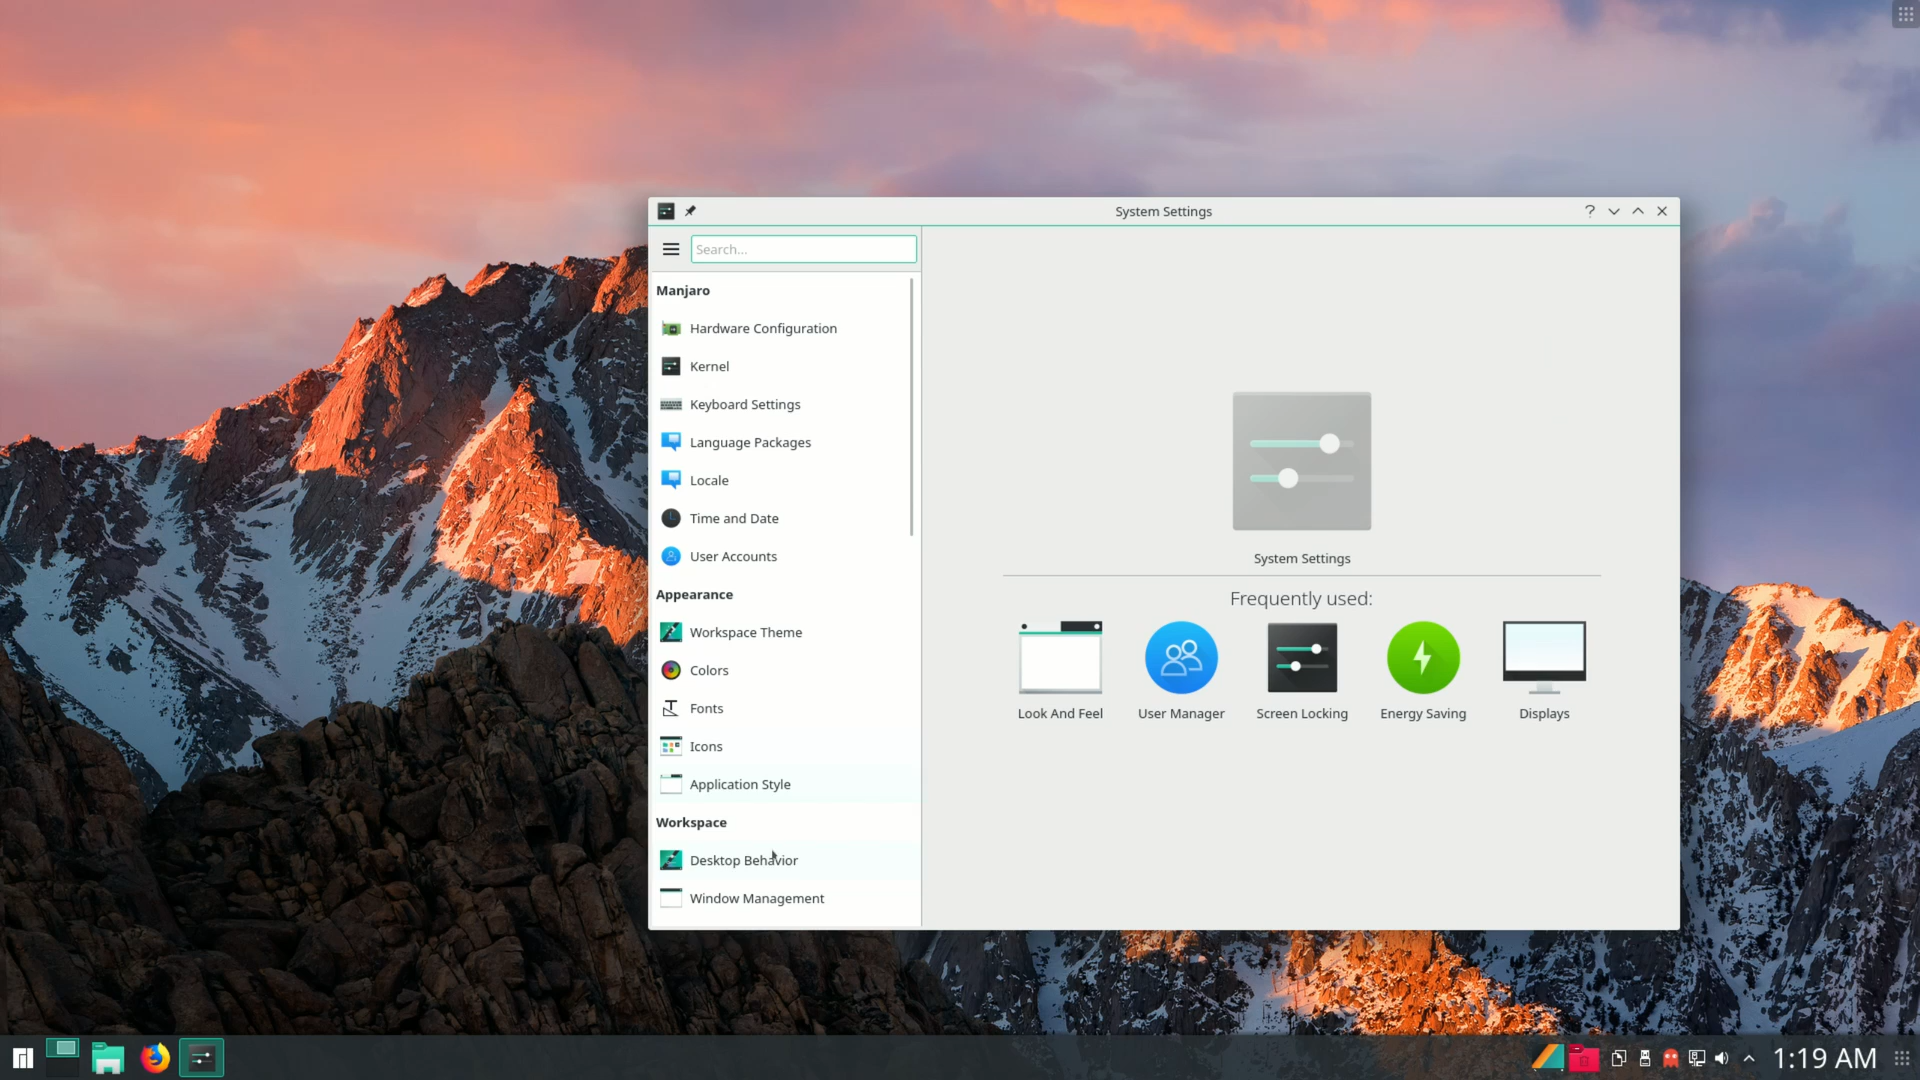 System Settings
?
Search...
Manjaro
Hardware Configuration
Kernel
Keyboard Settings
Language Packages
Locale
Time and Date
User Accounts
Appearance
Workspace Theme
Colors
Fonts
Icons
Application Style
Workspace
Desktop Behavior
Window Management
System Settings
Frequently used:
Look And Feel
User Manager
Screen Locking
Energy Saving
Displays
1:19 AM